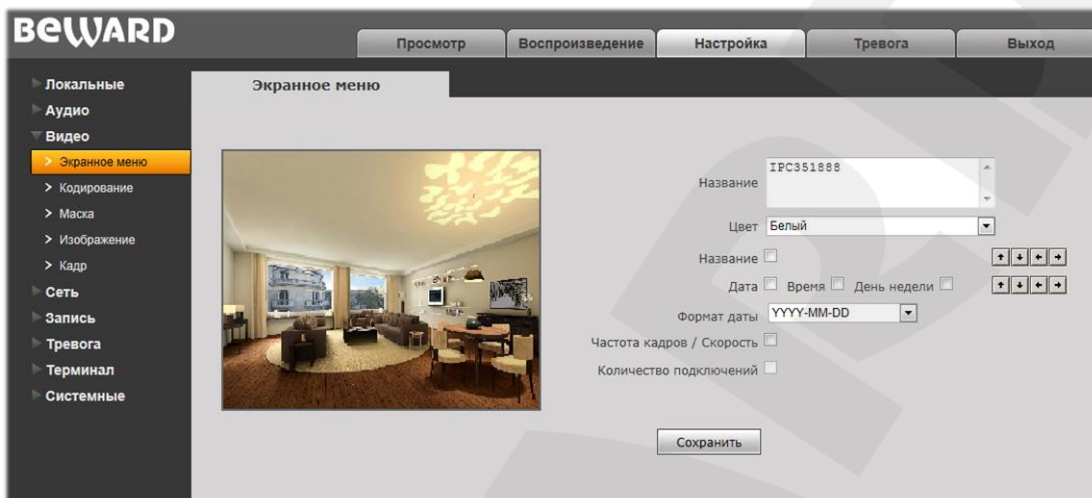 BEWARD
Просмотр Воспроизведение Настройка Тревога Выход
Локальные
Аудио
Видео
Экранное меню
Кодирование
Маска
Изображение
Кадр
Сеть
Запись
Тревога
Терминал
Системные
Экранное меню
Название IPC351888
Цвет Белый
Название
Дата Время День недели
Формат даты YYYY-MM-DD
Частота кадров / Скорость
Количество подключений
Сохранить